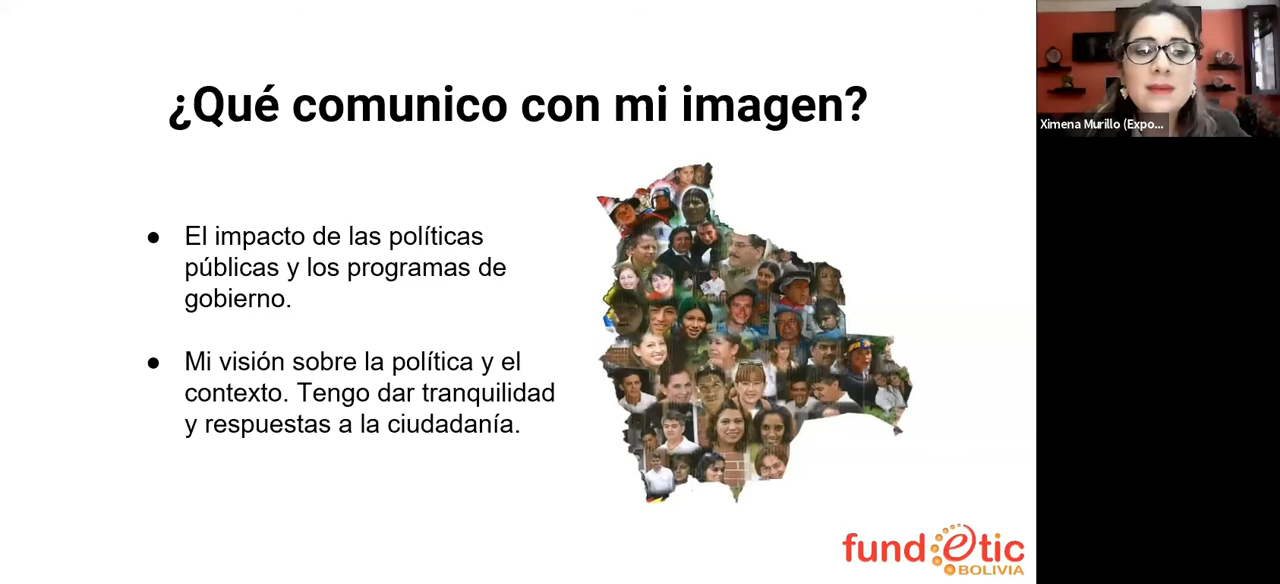 ¿Qué comunico con mi imagen?
● El impacto de las políticas
públicas y los programas de
gobierno.
● Mi visión sobre la política y el
contexto. Tengo dar tranquilidad
y respuestas a la ciudadanía.
fundetic
BOLIVIA
Ximena Murillo (Expo...